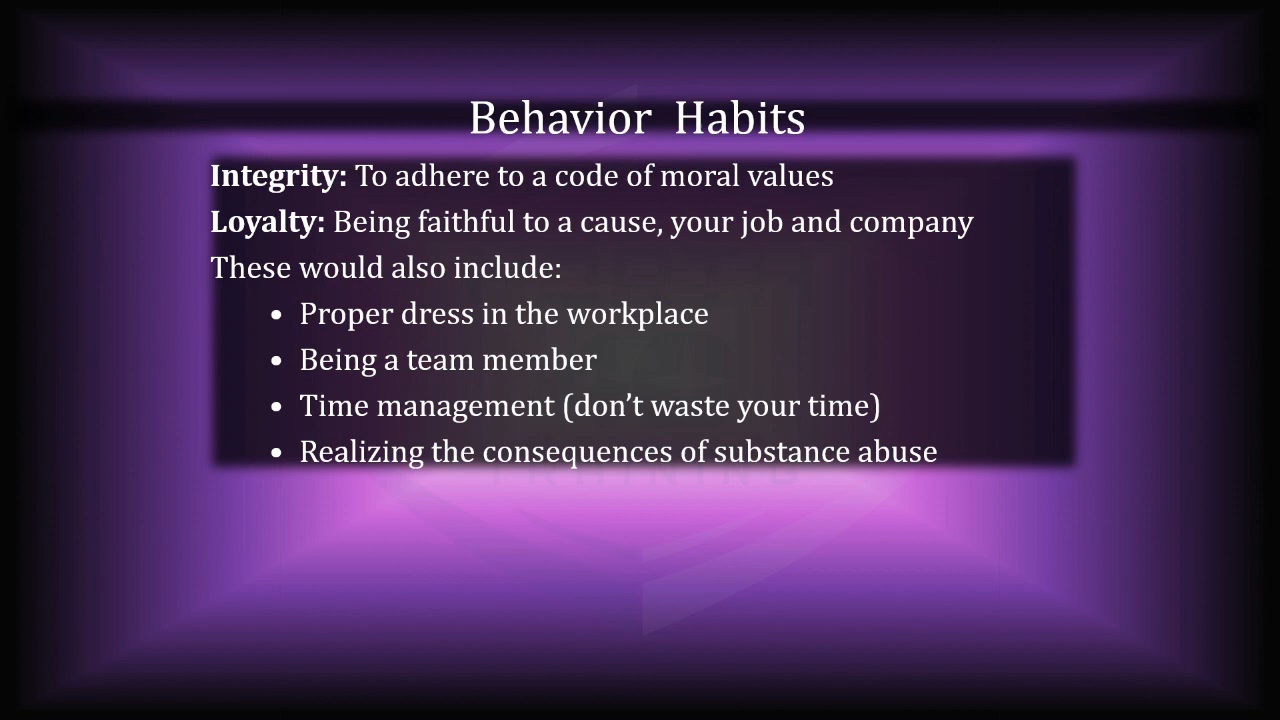 Behavior Habits
Integrity: To adhere to a code of moral values
Loyalty: Being faithful to a cause, your job and company
These would also include:
• Proper dress in the workplace
• Being a team member
• Time management (don’t waste your time)
• Realizing the consequences of substance abuse